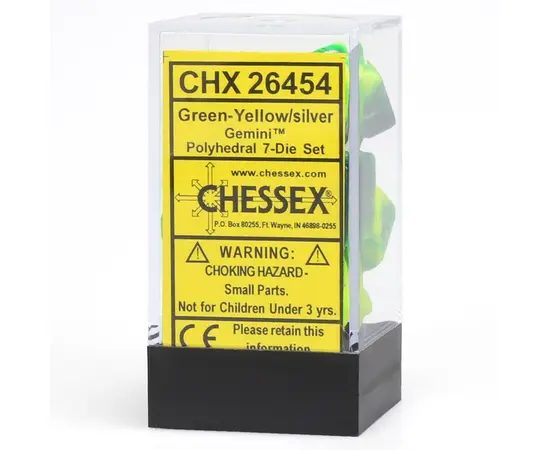 CHX 26454
Green-Yellow/silver
Gemini™
Polyhedral 7-Die Set
www.chessex.com
CHESSEX®
P.O. Box 80255, Ft. Wayne, IN 46898-0255
WARNING:
CHOKING HAZARD-
Small Parts.
Not for Children Under 3 yrs.
CE Please retain this
information